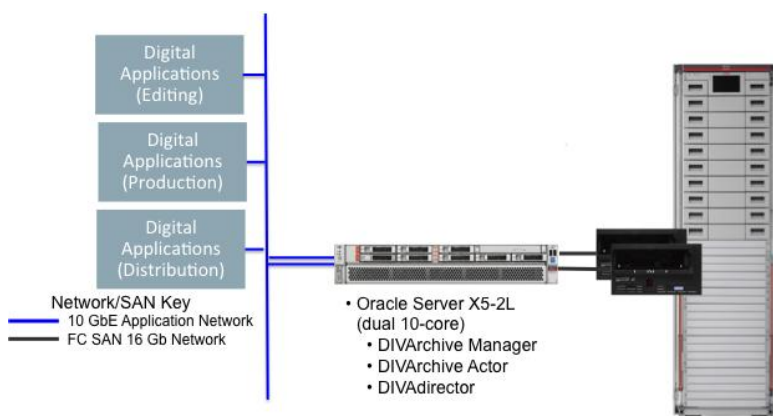 Digital
Applications
(Editing)
Digital
Applications
(Production)
Digital
Applications
(Distribution)
Network/SAN Key
10 GbE Application Network
FC SAN 16 Gb Network
• Oracle Server X5-2L
(dual 10-core)
• DIVArchive Manager
• DIVArchive Actor
• DIVAdirector